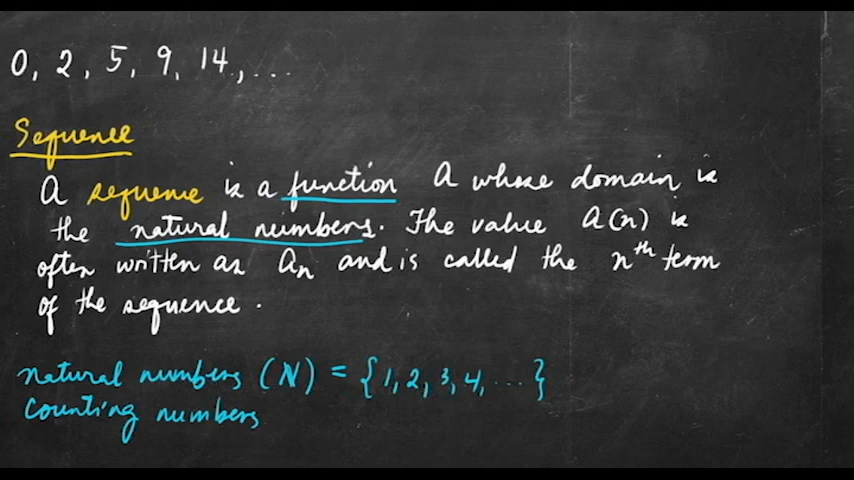 0, 2, 5, 9, 14, ...
Sequence
A sequence is a function A whose domain is
the natural numbers. The value A(n) is
often written as An and is called the nth term
of the sequence.
natural numbers (N) = {1, 2, 3, 4, ... }
Counting numbers